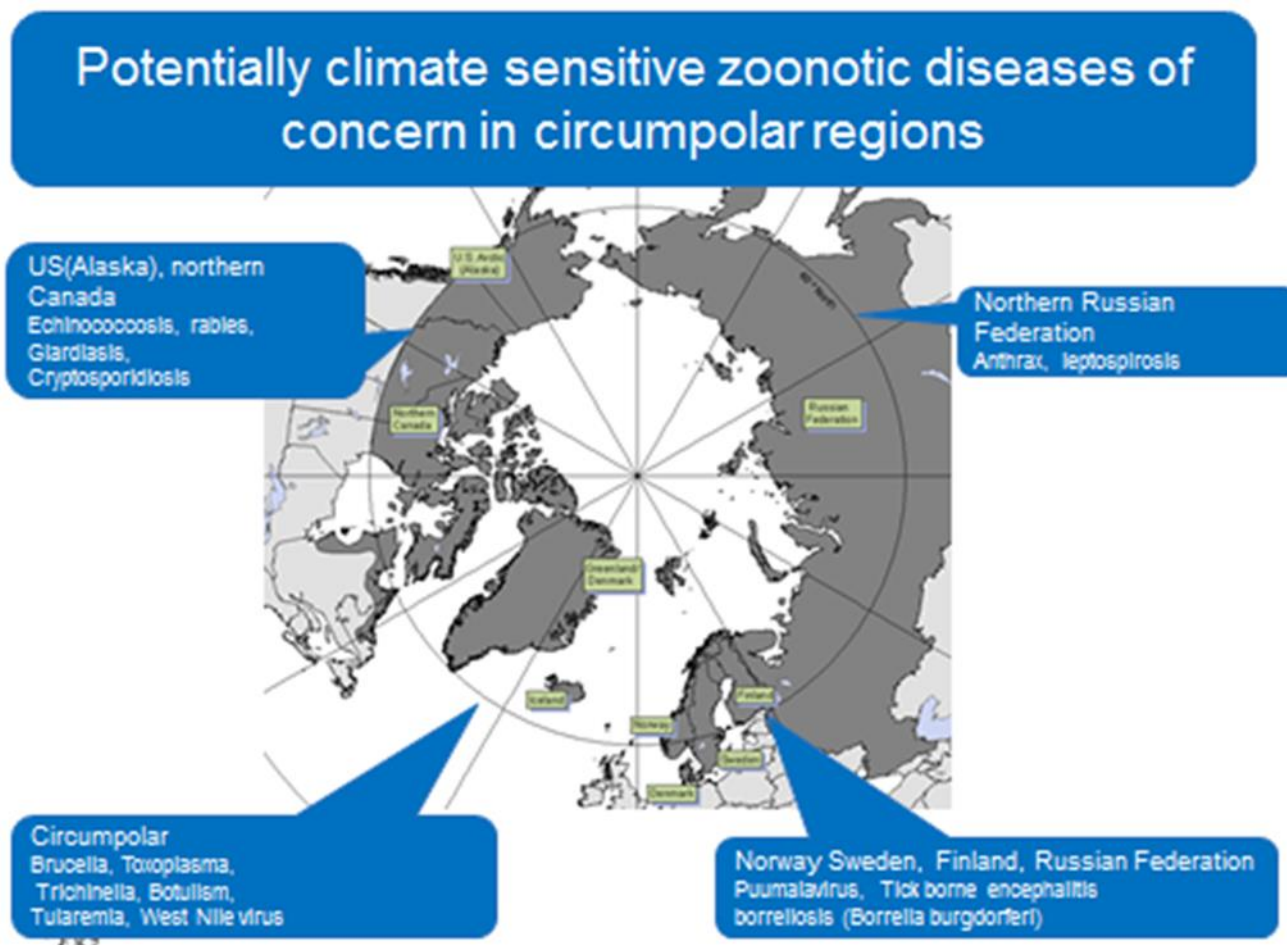 Potentially climate sensitive zoonotic diseases of
concern in circumpolar regions
US(Alaska), northern
Canada
Echinococcosis, rabies,
Giardiasis,
Cryptosporidiosis
Northern Russian
Federation
Anthrax, leptospirosis
U.S. Arctic
(Alaska)
60° North
Northern
Canada
Russian
Federation
Greenland/
Denmark
Iceland
Finland
Norway
Sweden
Denmark
Circumpolar
Brucella, Toxoplasma,
Trichinella, Botulism,
Tularemia, West Nile virus
Norway Sweden, Finland, Russian Federation
Puumalavirus, Tick borne encephalitis
borreliosis (Borrelia burgdorferi)